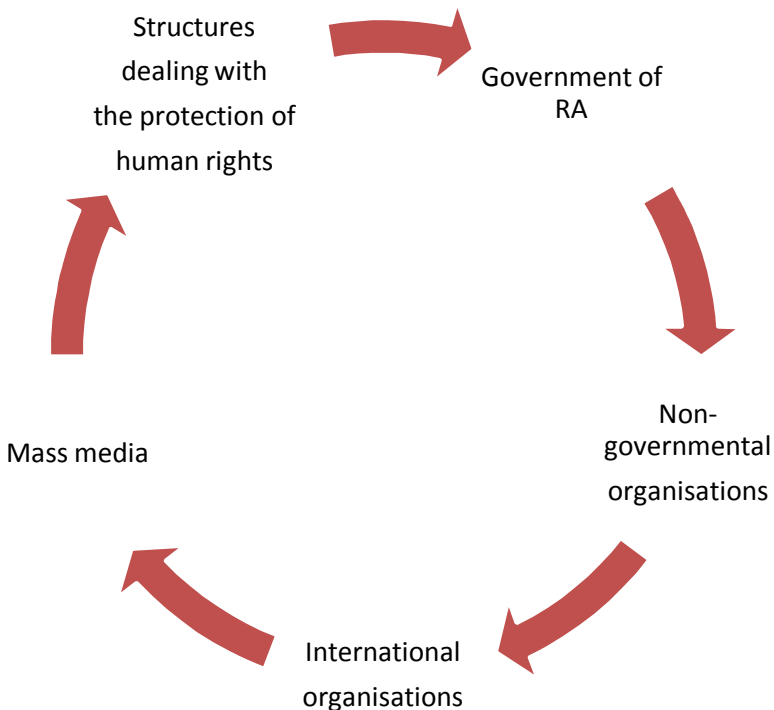 Structures
dealing with
the protection of
human rights
Government of
RA
Non-
governmental
organisations
International
organisations
Mass media